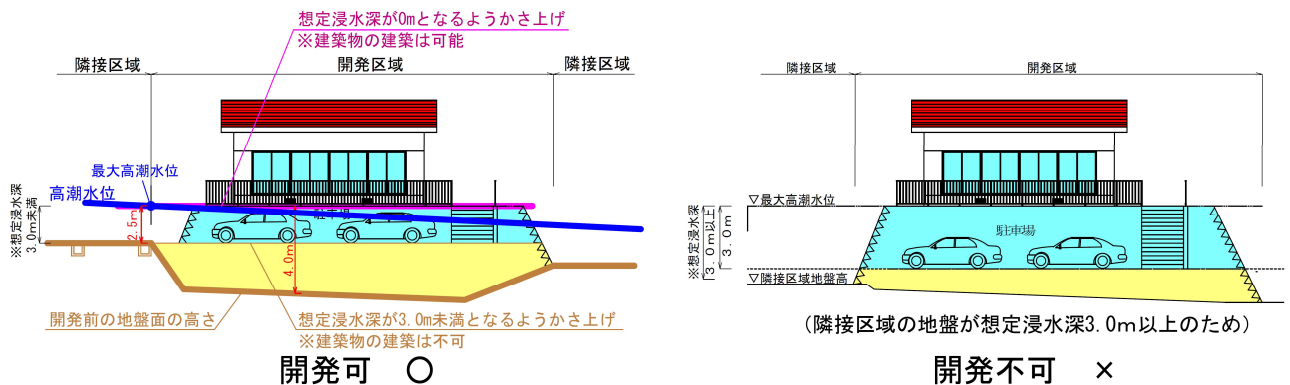 想定浸水深が0mとなるようかさ上げ
※建築物の建築は可能
隣接区域
開発区域
隣接区域
最大高潮水位
高潮水位
※想定浸水深
3.0m未満
2.5m
駐車場
4.0m
開発前の地盤面の高さ
想定浸水深が3.0m未満となるようかさ上げ
※建築物の建築は不可
開発可 ○
隣接区域
開発区域
▽最大高潮水位
※想定浸水深
3.0m以上
3.0m
駐車場
▽隣接区域地盤高
(隣接区域の地盤が想定浸水深3.0m以上のため)
開発不可 ×